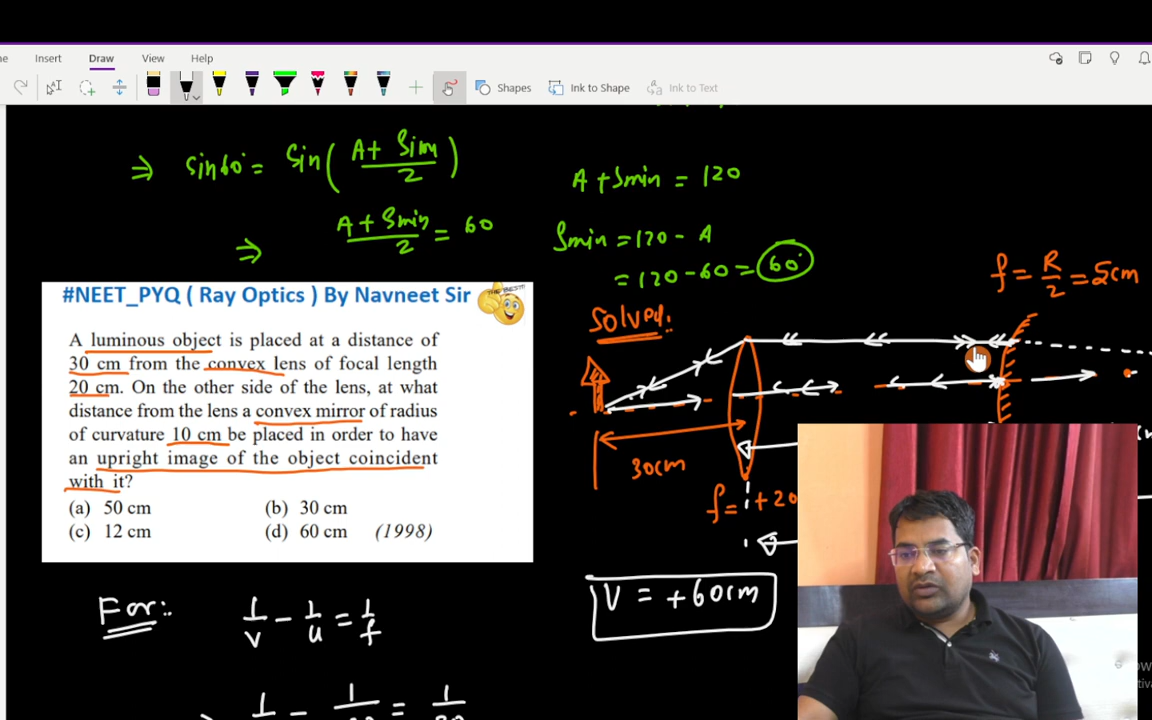 Insert Draw View Help
Shapes Ink to Shape Ink to Text
⇒ Sin60° = Sin( A + δmin / 2 )
A + δmin = 120
⇒ A + δmin / 2 = 60
δmin = 120 - A
= 120 - 60 = 60°
f = R/2 = 5cm
#NEET_PYQ ( Ray Optics ) By Navneet Sir
Solved:
A luminous object is placed at a distance of
30 cm from the convex lens of focal length
20 cm. On the other side of the lens, at what
distance from the lens a convex mirror of radius
of curvature 10 cm be placed in order to have
an upright image of the object coincident
with it?
(a) 50 cm (b) 30 cm
(c) 12 cm (d) 60 cm (1998)
30cm
f = +20
V = +60cm
For:- 1/v - 1/u = 1/f